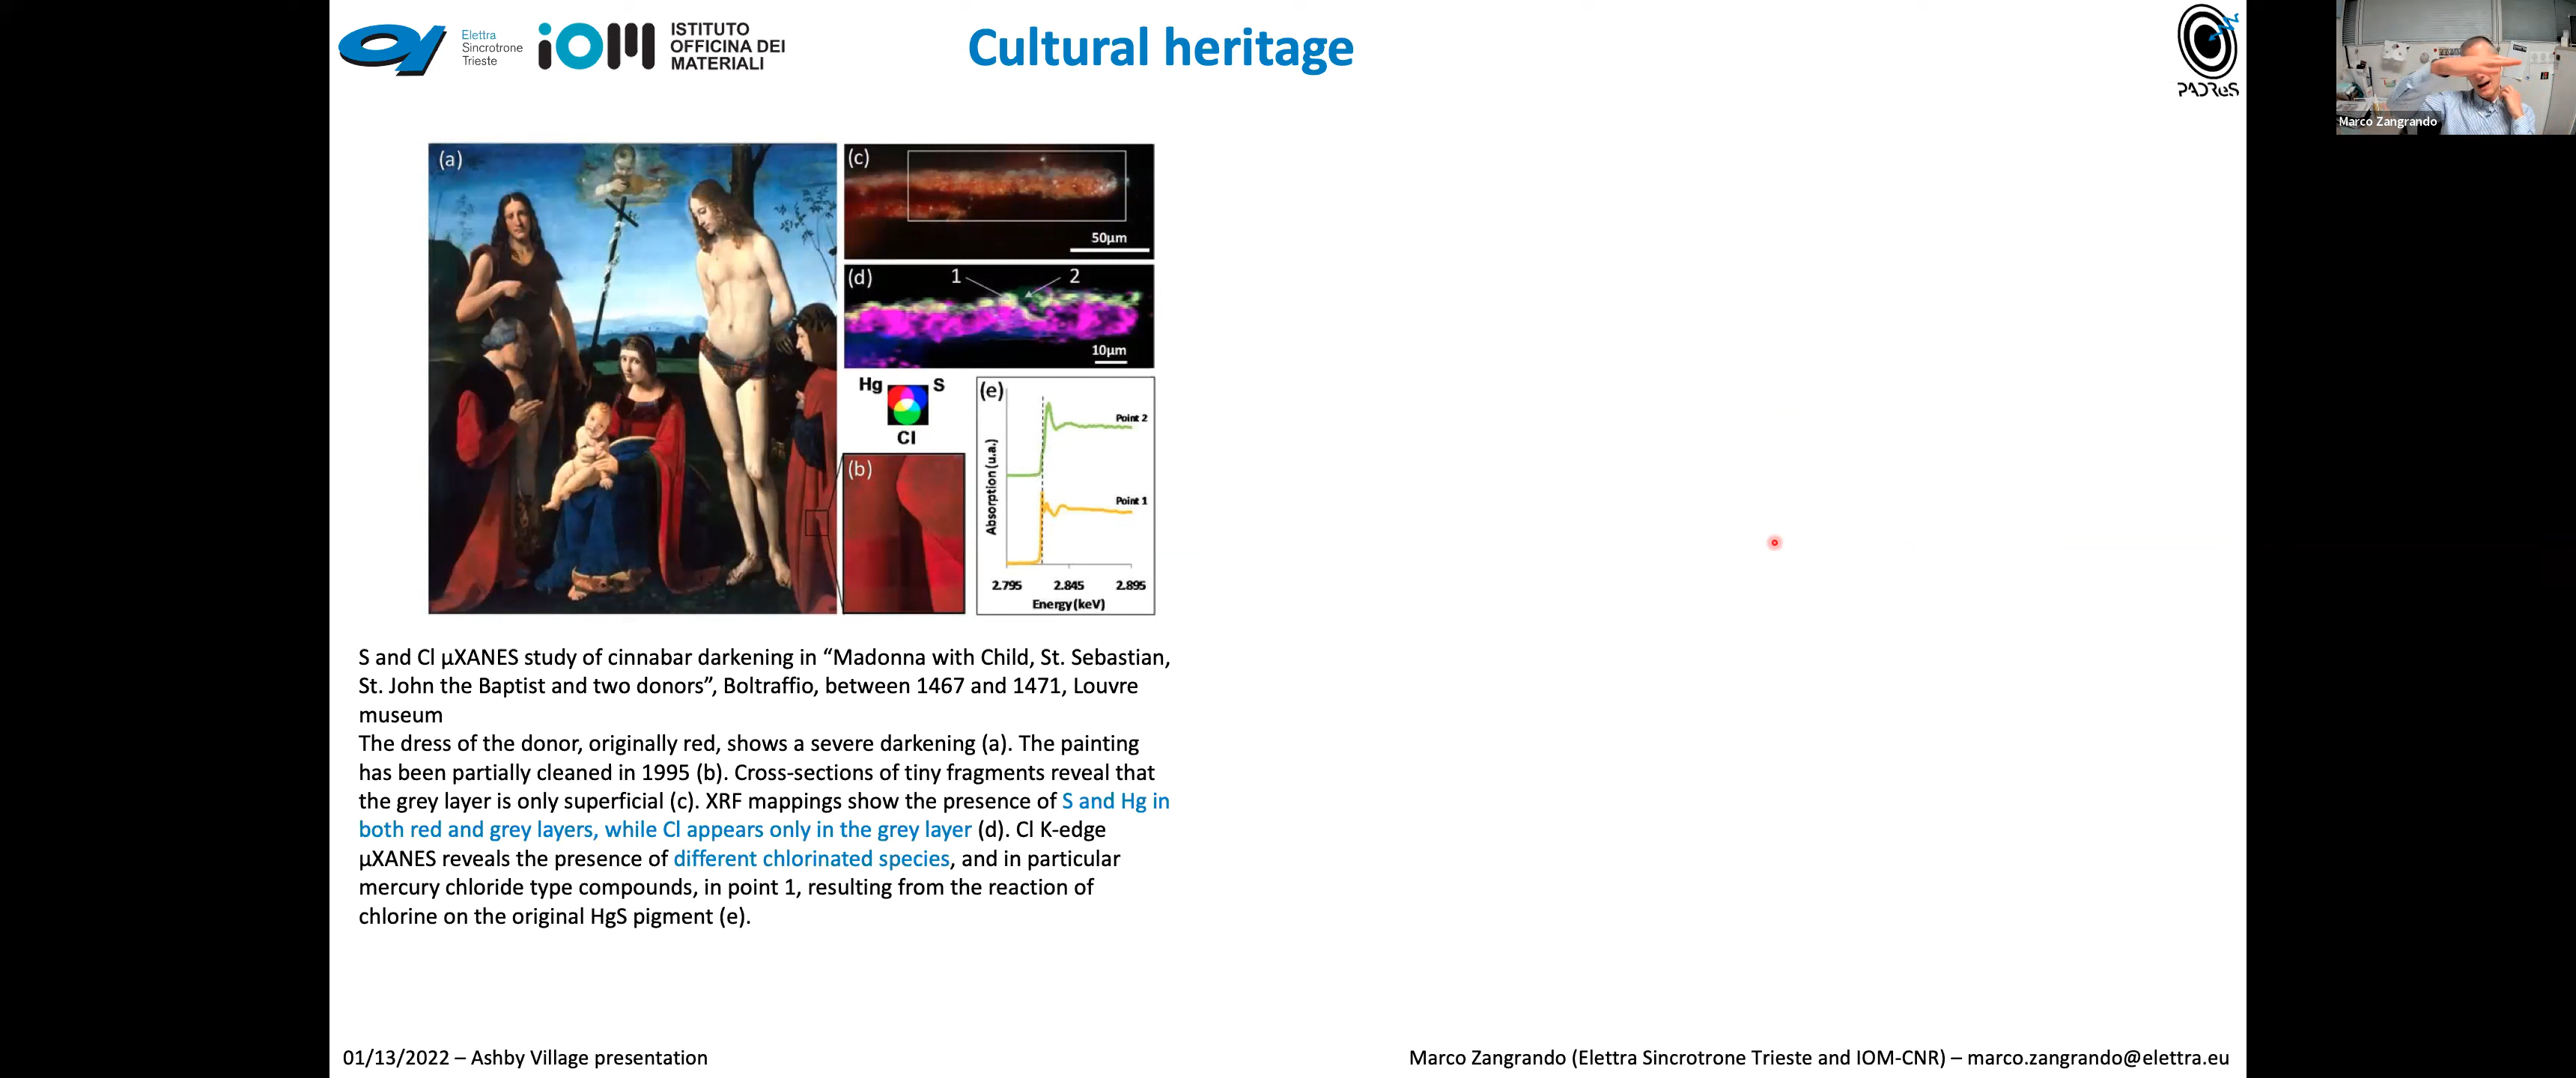 Elettra
Sincrotrone
Trieste
iOM
ISTITUTO
OFFICINA DEI
MATERIALI
Cultural heritage
PADReS
Marco Zangrando
(a)
(c)
50µm
(d)
1
2
10µm
Hg
S
Cl
(b)
(e)
Absorption (u.a.)
Point 2
Point 1
2.795
2.845
2.895
Energy (keV)
S and Cl µXANES study of cinnabar darkening in “Madonna with Child, St. Sebastian,
St. John the Baptist and two donors”, Boltraffio, between 1467 and 1471, Louvre
museum
The dress of the donor, originally red, shows a severe darkening (a). The painting
has been partially cleaned in 1995 (b). Cross-sections of tiny fragments reveal that
the grey layer is only superficial (c). XRF mappings show the presence of S and Hg in
both red and grey layers, while Cl appears only in the grey layer (d). Cl K-edge
µXANES reveals the presence of different chlorinated species, and in particular
mercury chloride type compounds, in point 1, resulting from the reaction of
chlorine on the original HgS pigment (e).
01/13/2022 – Ashby Village presentation
Marco Zangrando (Elettra Sincrotrone Trieste and IOM-CNR) – marco.zangrando@elettra.eu